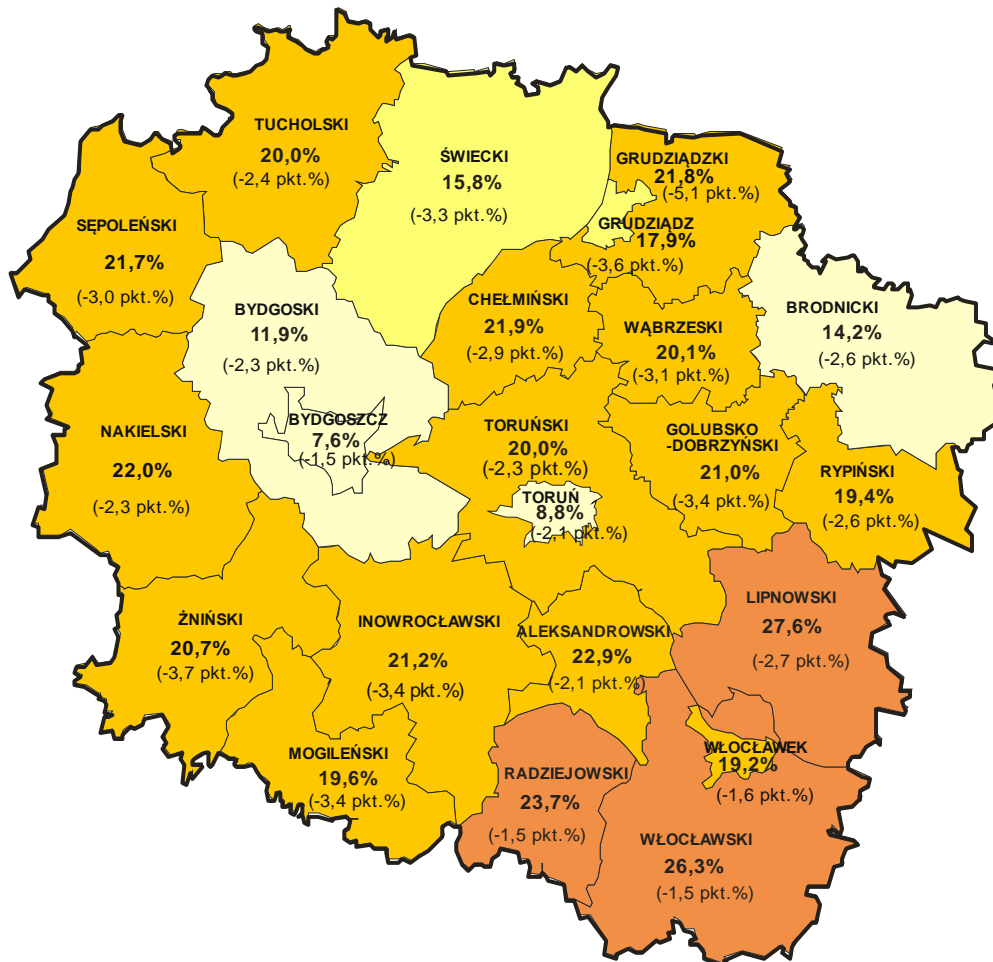 TUCHOLSKI
20,0%
(-2,4 pkt.%)
ŚWIECKI
15,8%
(-3,3 pkt.%)
GRUDZIĄDZKI
21,8%
(-5,1 pkt.%)
GRUDZIĄDZ
17,9%
(-3,6 pkt.%)
SĘPOLEŃSKI
21,7%
(-3,0 pkt.%)
BYDGOSKI
11,9%
(-2,3 pkt.%)
CHEŁMIŃSKI
21,9%
(-2,9 pkt.%)
WĄBRZESKI
20,1%
(-3,1 pkt.%)
BRODNICKI
14,2%
(-2,6 pkt.%)
NAKIELSKI
22,0%
(-2,3 pkt.%)
BYDGOSZCZ
7,6%
(-1,5 pkt.%)
TORUŃSKI
20,0%
(-2,3 pkt.%)
TORUŃ
8,8%
(-2,1 pkt.%)
GOLUBSKO
-DOBRZYŃSKI
21,0%
(-3,4 pkt.%)
RYPIŃSKI
19,4%
(-2,6 pkt.%)
ŻNIŃSKI
20,7%
(-3,7 pkt.%)
INOWROCŁAWSKI
21,2%
(-3,4 pkt.%)
ALEKSANDROWSKI
22,9%
(-2,1 pkt.%)
LIPNOWSKI
27,6%
(-2,7 pkt.%)
MOGILEŃSKI
19,6%
(-3,4 pkt.%)
RADZIEJOWSKI
23,7%
(-1,5 pkt.%)
WŁOCŁAWEK
19,2%
(-1,6 pkt.%)
WŁOCŁAWSKI
26,3%
(-1,5 pkt.%)